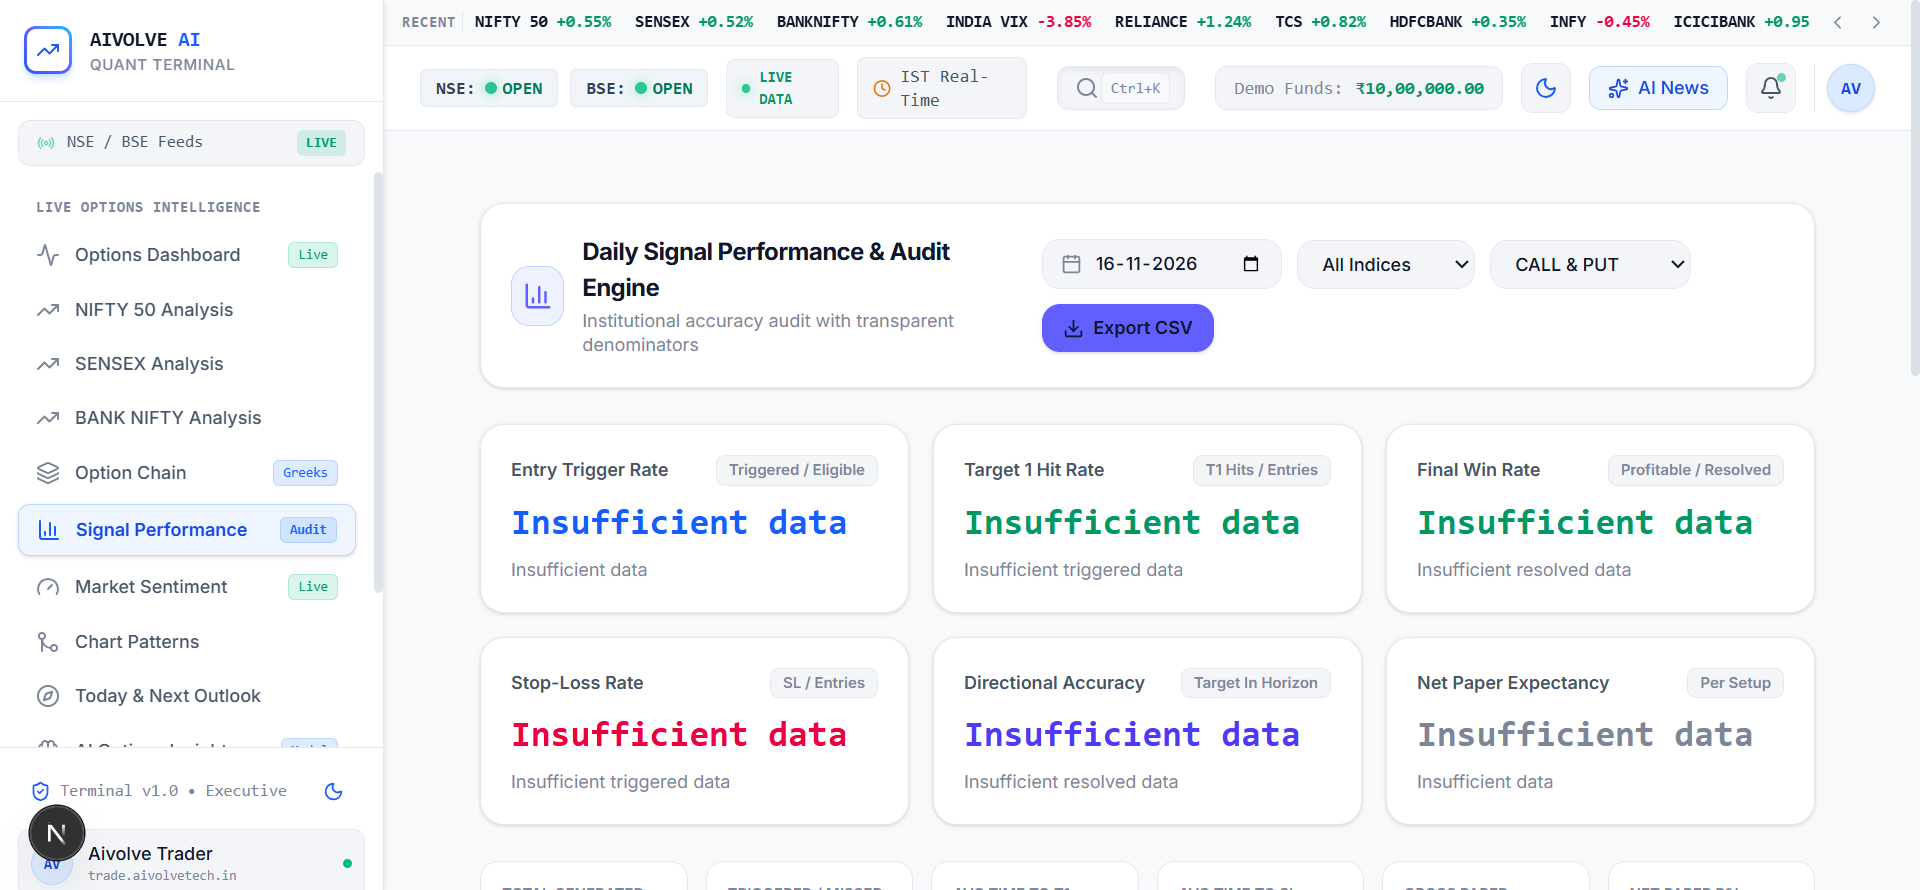 AIVOLVE AI
QUANT TERMINAL
NSE / BSE Feeds LIVE
LIVE OPTIONS INTELLIGENCE
Options Dashboard Live
NIFTY 50 Analysis
SENSEX Analysis
BANK NIFTY Analysis
Option Chain Greeks
Signal Performance Audit
Market Sentiment Live
Chart Patterns
Today & Next Outlook
Terminal v1.0 • Executive
N
AV
Aivolve Trader
trade.aivolvetech.in
RECENT NIFTY 50 +0.55% SENSEX +0.52% BANKNIFTY +0.61% INDIA VIX -3.85% RELIANCE +1.24% TCS +0.82% HDFCBANK +0.35% INFY -0.45% ICICIBANK +0.95
NSE: OPEN
BSE: OPEN
LIVE
DATA
IST Real-
Time
Ctrl+K
Demo Funds: ₹10,00,000.00
AI News
AV
Daily Signal Performance & Audit
Engine
Institutional accuracy audit with transparent
denominators
16-11-2026
All Indices
CALL & PUT
Export CSV
Entry Trigger Rate Triggered / Eligible
Insufficient data
Insufficient data
Target 1 Hit Rate T1 Hits / Entries
Insufficient data
Insufficient triggered data
Final Win Rate Profitable / Resolved
Insufficient data
Insufficient resolved data
Stop-Loss Rate SL / Entries
Insufficient data
Insufficient triggered data
Directional Accuracy Target In Horizon
Insufficient data
Insufficient resolved data
Net Paper Expectancy Per Setup
Insufficient data
Insufficient data